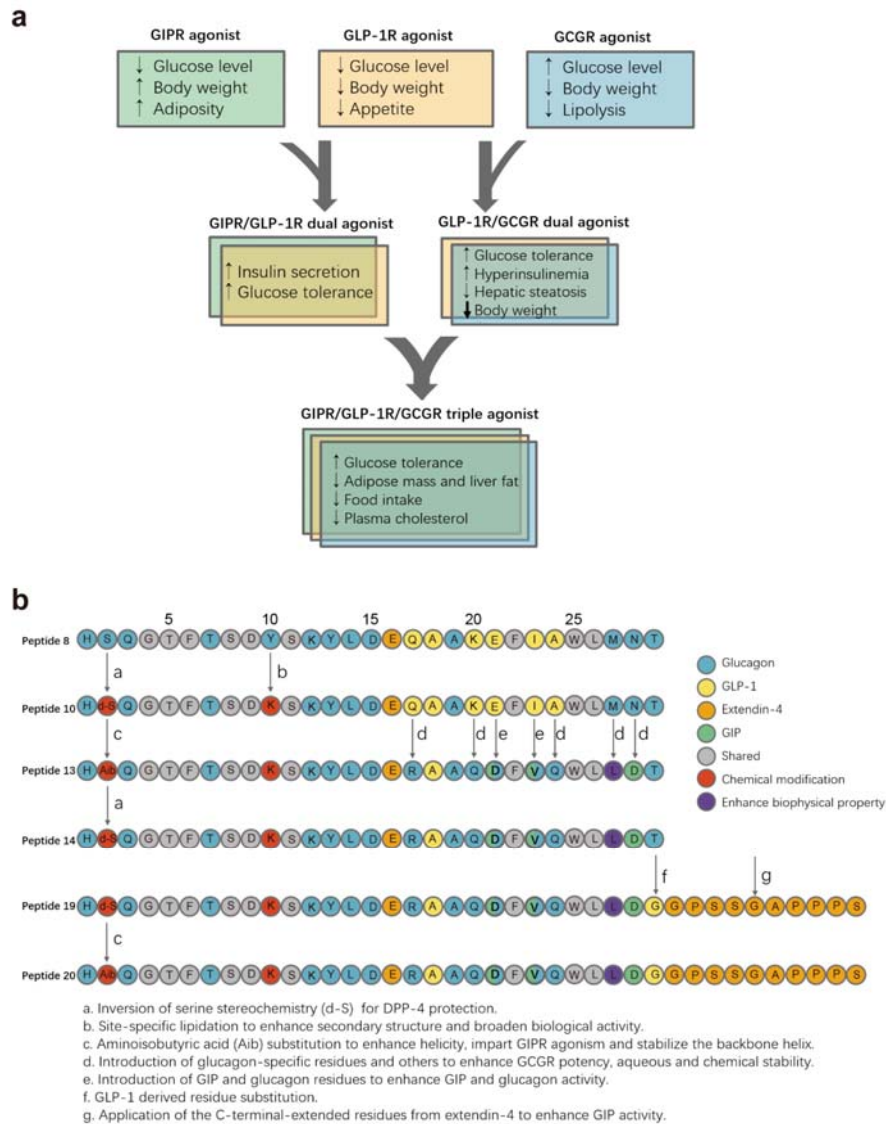 a
GIPR agonist
↓ Glucose level
↑ Body weight
↑ Adiposity
GLP-1R agonist
↓ Glucose level
↓ Body weight
↓ Appetite
GCGR agonist
↑ Glucose level
↓ Body weight
↓ Lipolysis
GIPR/GLP-1R dual agonist
↑ Insulin secretion
↑ Glucose tolerance
GLP-1R/GCGR dual agonist
↑ Glucose tolerance
↑ Hyperinsulinemia
↓ Hepatic steatosis
↓ Body weight
GIPR/GLP-1R/GCGR triple agonist
↑ Glucose tolerance
↓ Adipose mass and liver fat
↓ Food intake
↓ Plasma cholesterol
b
5 10 15 20 25
Peptide 8 H S Q G T F T S D Y S K Y L D E Q A A K E F I A W L M N T
a b
Peptide 10 H d-S Q G T F T S D K S K Y L D E Q A A K E F I A W L M N T
c d d e e d d d
Peptide 13 H Aib Q G T F T S D K S K Y L D E R A A Q D F V Q W L L D T
a
Peptide 14 H d-S Q G T F T S D K S K Y L D E R A A Q D F V Q W L L D T
f g
Peptide 19 H d-S Q G T F T S D K S K Y L D E R A A Q D F V Q W L L D G G P S S G A P P P S
c
Peptide 20 H Aib Q G T F T S D K S K Y L D E R A A Q D F V Q W L L D G G P S S G A P P P S
Glucagon
GLP-1
Extendin-4
GIP
Shared
Chemical modification
Enhance biophysical property
a. Inversion of serine stereochemistry (d-S) for DPP-4 protection.
b. Site-specific lipidation to enhance secondary structure and broaden biological activity.
c. Aminoisobutyric acid (Aib) substitution to enhance helicity, impart GIPR agonism and stabilize the backbone helix.
d. Introduction of glucagon-specific residues and others to enhance GCGR potency, aqueous and chemical stability.
e. Introduction of GIP and glucagon residues to enhance GIP and glucagon activity.
f. GLP-1 derived residue substitution.
g. Application of the C-terminal-extended residues from extendin-4 to enhance GIP activity.